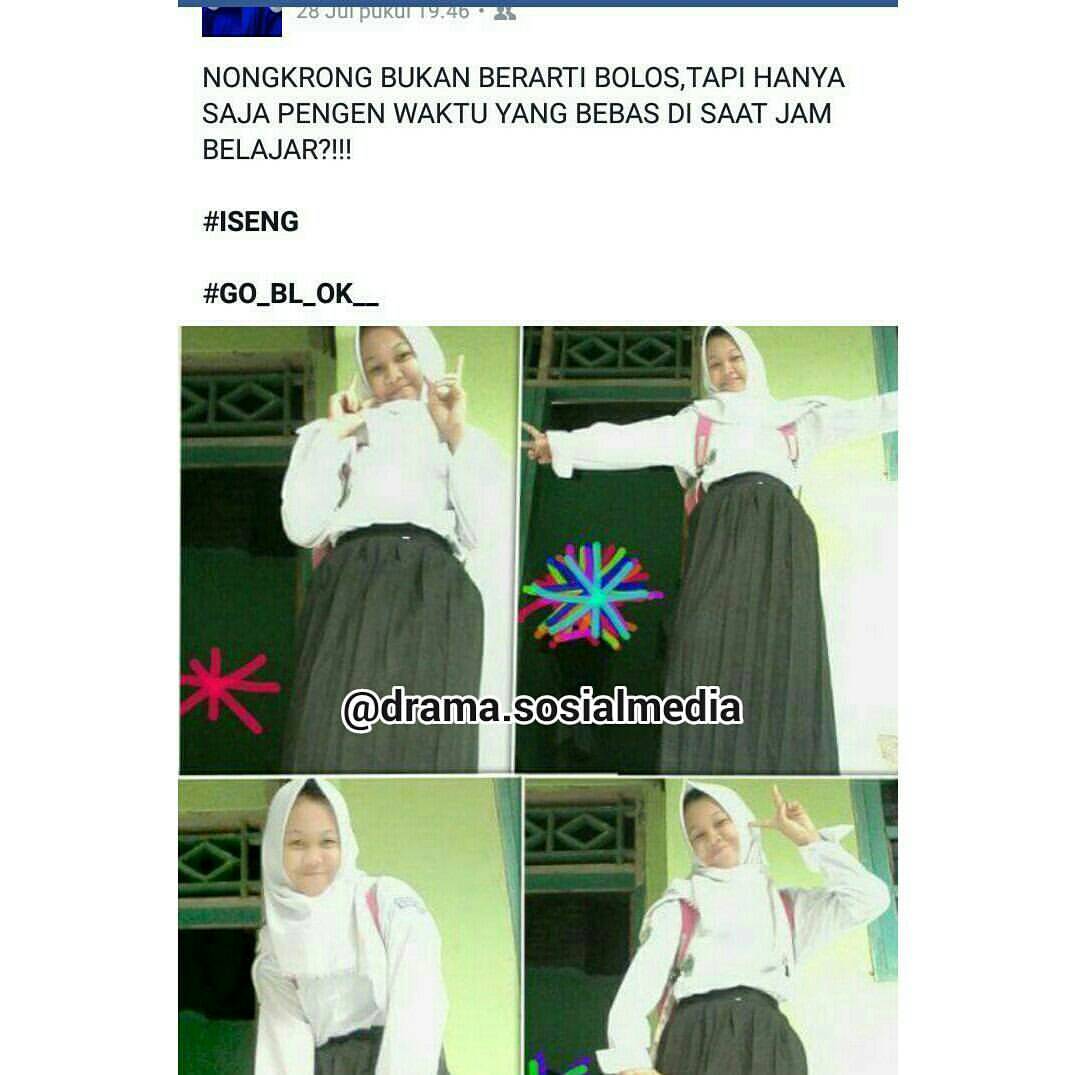 28 Jul pukul 19.46 •
NONGKRONG BUKAN BERARTI BOLOS,TAPI HANYA
SAJA PENGEN WAKTU YANG BEBAS DI SAAT JAM
BELAJAR?!!!
#ISENG
#GO_BL_OK__
@drama.sosialmedia